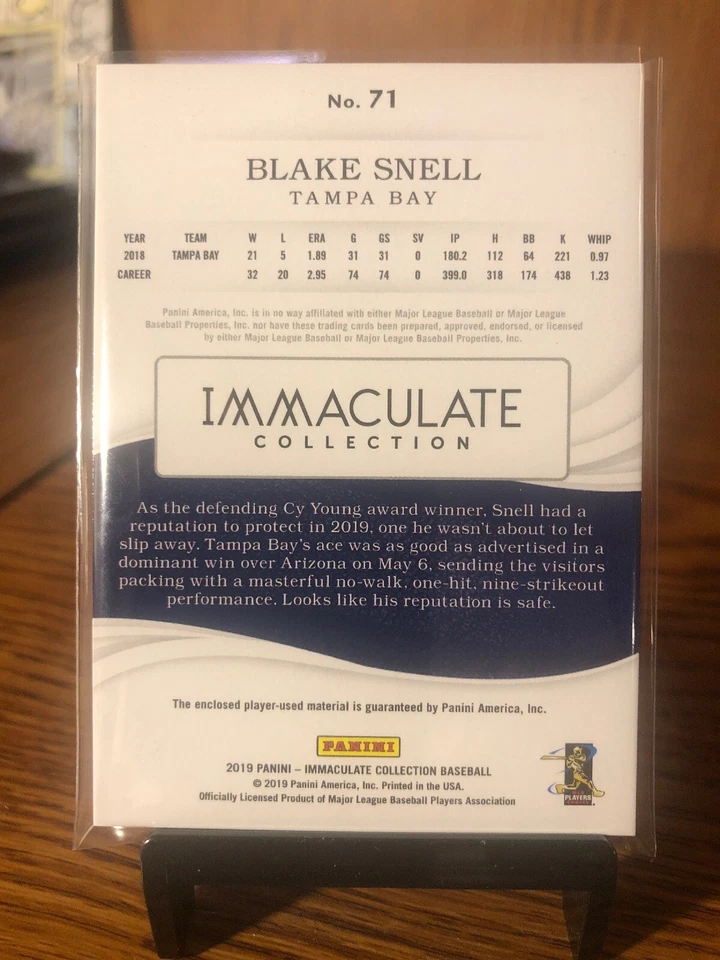 No. 71
BLAKE SNELL
TAMPA BAY
YEAR TEAM W L ERA G GS SV IP H BB K WHIP
2018 TAMPA BAY 21 5 1.89 31 31 0 180.2 112 64 221 0.97
CAREER 32 20 2.95 74 74 0 399.0 318 174 438 1.23
Panini America, Inc. is in no way affiliated with either Major League Baseball or Major League
Baseball Properties, Inc. nor have these trading cards been prepared, approved, endorsed, or licensed
by either Major League Baseball or Major League Baseball Properties, Inc.
IMMACULATE
COLLECTION
As the defending Cy Young award winner, Snell had a
reputation to protect in 2019, one he wasn't about to let
slip away. Tampa Bay's ace was as good as advertised in a
dominant win over Arizona on May 6, sending the visitors
packing with a masterful no-walk, one-hit, nine-strikeout
performance. Looks like his reputation is safe.
The enclosed player-used material is guaranteed by Panini America, Inc.
PANINI
2019 PANINI – IMMACULATE COLLECTION BASEBALL
© 2019 Panini America, Inc. Printed in the USA.
Officially Licensed Product of Major League Baseball Players Association
PLAYERS